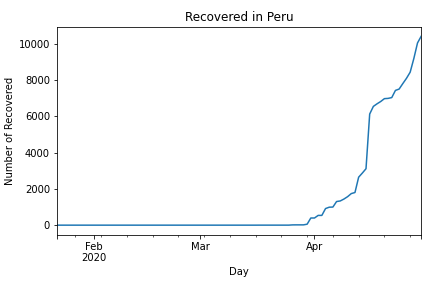 Recovered in Peru
Number of Recovered
10000
8000
6000
4000
2000
0
Feb
2020
Mar
Apr
Day